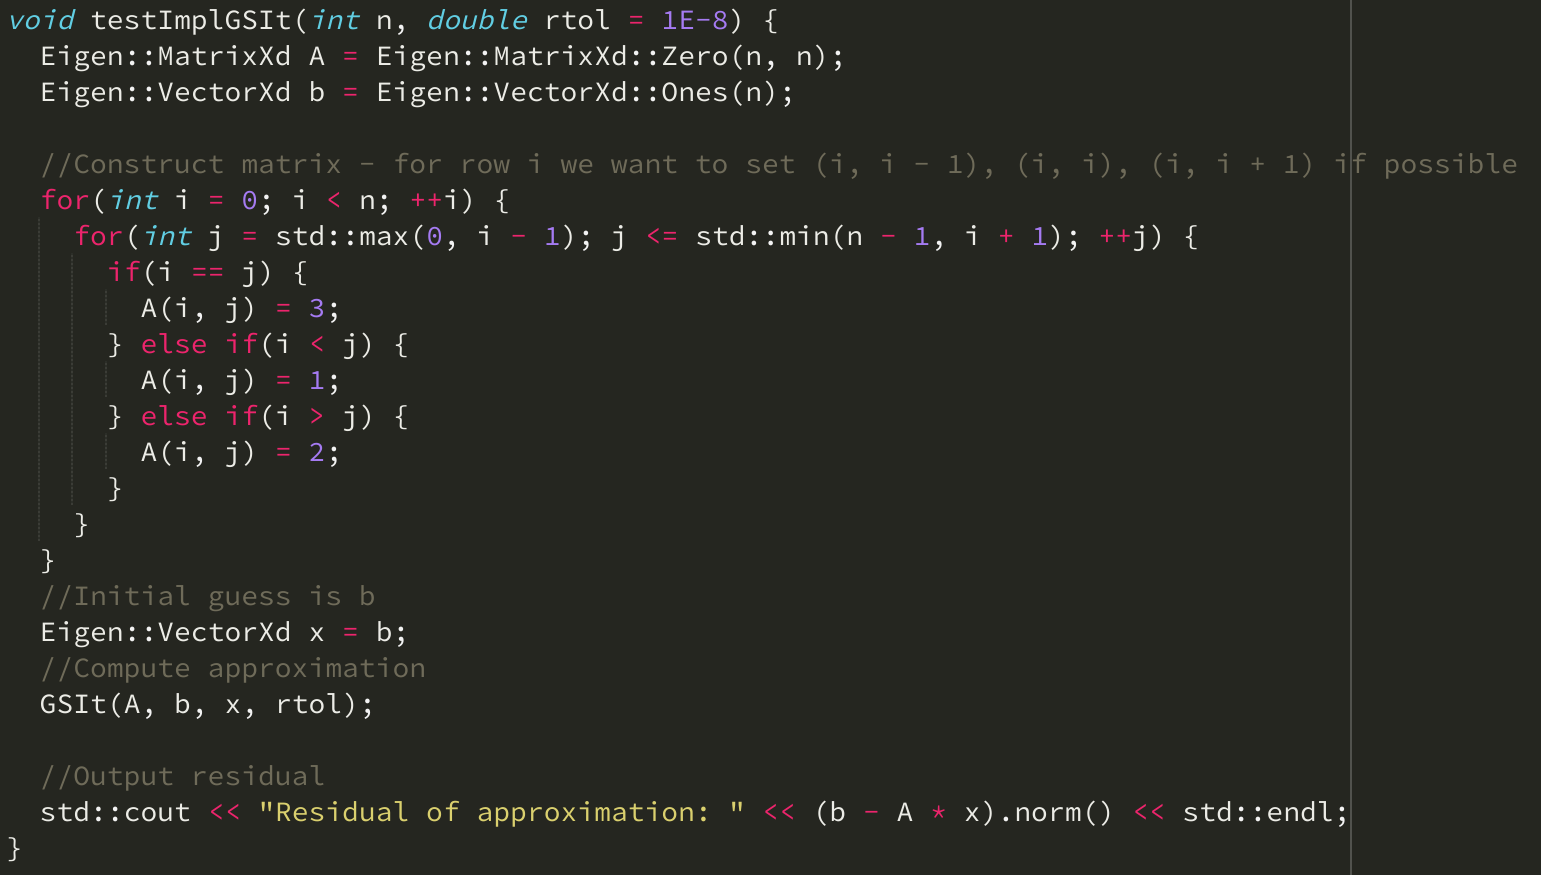 void testImplGSIt(int n, double rtol = 1E-8) {
  Eigen::MatrixXd A = Eigen::MatrixXd::Zero(n, n);
  Eigen::VectorXd b = Eigen::VectorXd::Ones(n);

  //Construct matrix - for row i we want to set (i, i - 1), (i, i), (i, i + 1) if possible
  for(int i = 0; i < n; ++i) {
    for(int j = std::max(0, i - 1); j <= std::min(n - 1, i + 1); ++j) {
      if(i == j) {
        A(i, j) = 3;
      } else if(i < j) {
        A(i, j) = 1;
      } else if(i > j) {
        A(i, j) = 2;
      }
    }
  }
  //Initial guess is b
  Eigen::VectorXd x = b;
  //Compute approximation
  GSIt(A, b, x, rtol);

  //Output residual
  std::cout << "Residual of approximation: " << (b - A * x).norm() << std::endl;
}